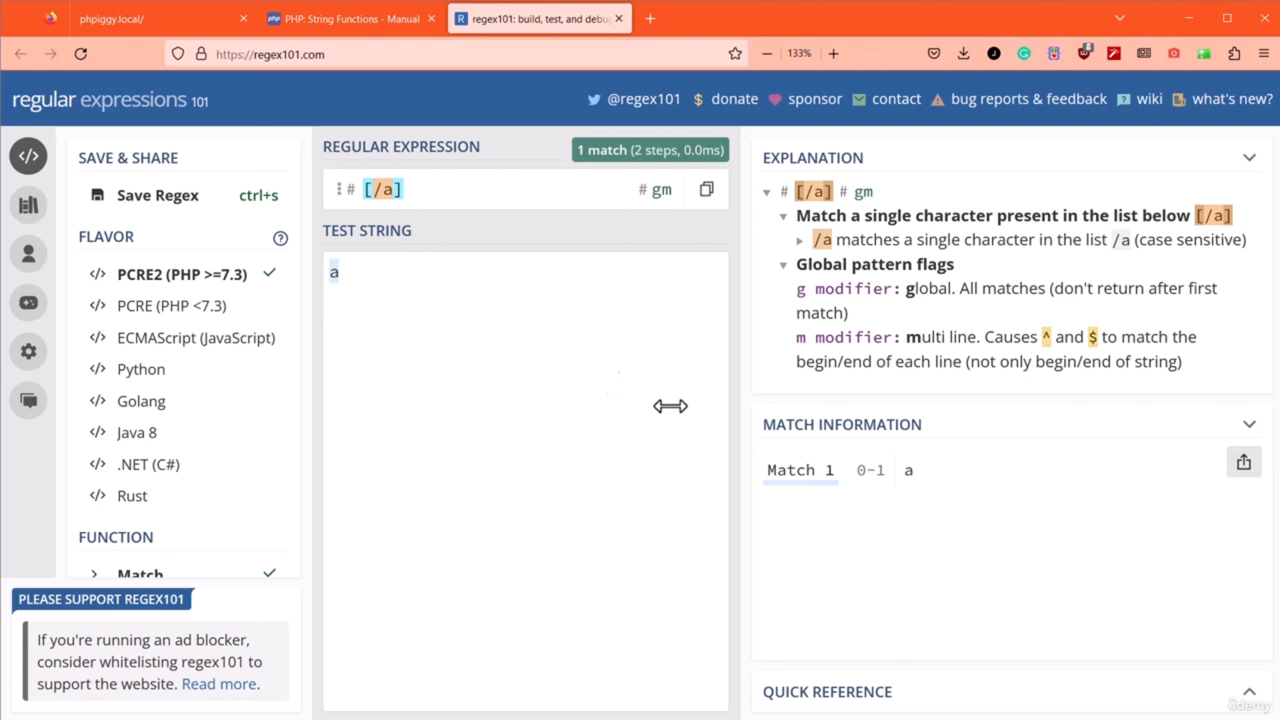 phpiggy.local/
php PHP: String Functions - Manual
R regex101: build, test, and debug
https://regex101.com
133%
8
regular expressions 101
@regex101
$ donate
sponsor
contact
bug reports & feedback
wiki
what's new?
SAVE & SHARE
Save Regex ctrl+s
FLAVOR
</> PCRE2 (PHP >=7.3)
</> PCRE (PHP <7.3)
</> ECMAScript (JavaScript)
</> Python
</> Golang
</> Java 8
</> .NET (C#)
</> Rust
FUNCTION
Match
PLEASE SUPPORT REGEX101
If you're running an ad blocker,
consider whitelisting regex101 to
support the website. Read more.
REGULAR EXPRESSION
1 match (2 steps, 0.0ms)
# [/a] # gm
TEST STRING
a
EXPLANATION
# [/a] # gm
Match a single character present in the list below [/a]
/a matches a single character in the list /a (case sensitive)
Global pattern flags
g modifier: global. All matches (don't return after first
match)
m modifier: multi line. Causes ^ and $ to match the
begin/end of each line (not only begin/end of string)
MATCH INFORMATION
Match 1 0-1 a
QUICK REFERENCE
ûdemy